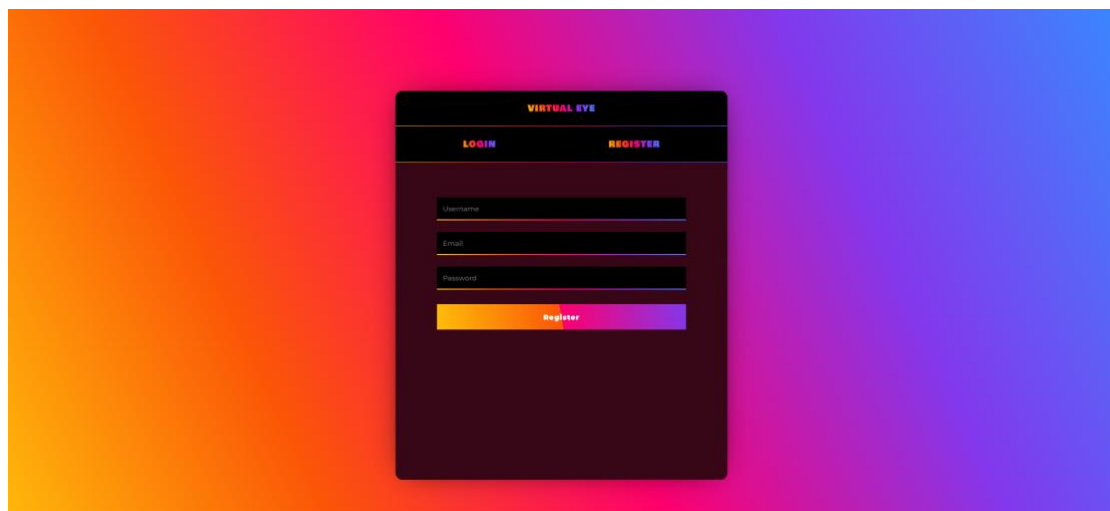 VIRTUAL EYE
LOGIN REGISTER
Username
Email
Password
Register